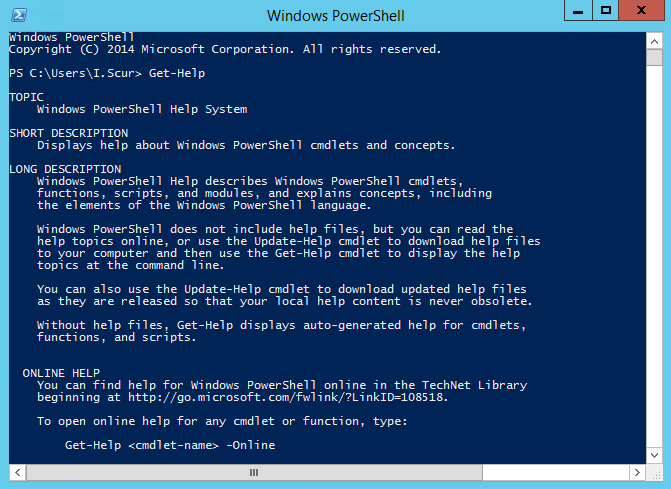 Windows PowerShell
Windows PowerShell
Copyright (C) 2014 Microsoft Corporation. All rights reserved.
PS C:\Users\I.Scur> Get-Help
TOPIC
Windows PowerShell Help System
SHORT DESCRIPTION
Displays help about Windows PowerShell cmdlets and concepts.
LONG DESCRIPTION
Windows PowerShell Help describes Windows PowerShell cmdlets,
functions, scripts, and modules, and explains concepts, including
the elements of the Windows PowerShell language.
Windows PowerShell does not include help files, but you can read the
help topics online, or use the Update-Help cmdlet to download help files
to your computer and then use the Get-Help cmdlet to display the help
topics at the command line.
You can also use the Update-Help cmdlet to download updated help files
as they are released so that your local help content is never obsolete.
Without help files, Get-Help displays auto-generated help for cmdlets,
functions, and scripts.
ONLINE HELP
You can find help for Windows PowerShell online in the TechNet Library
beginning at http://go.microsoft.com/fwlink/?LinkID=108518.
To open online help for any cmdlet or function, type:
Get-Help <cmdlet-name> -Online